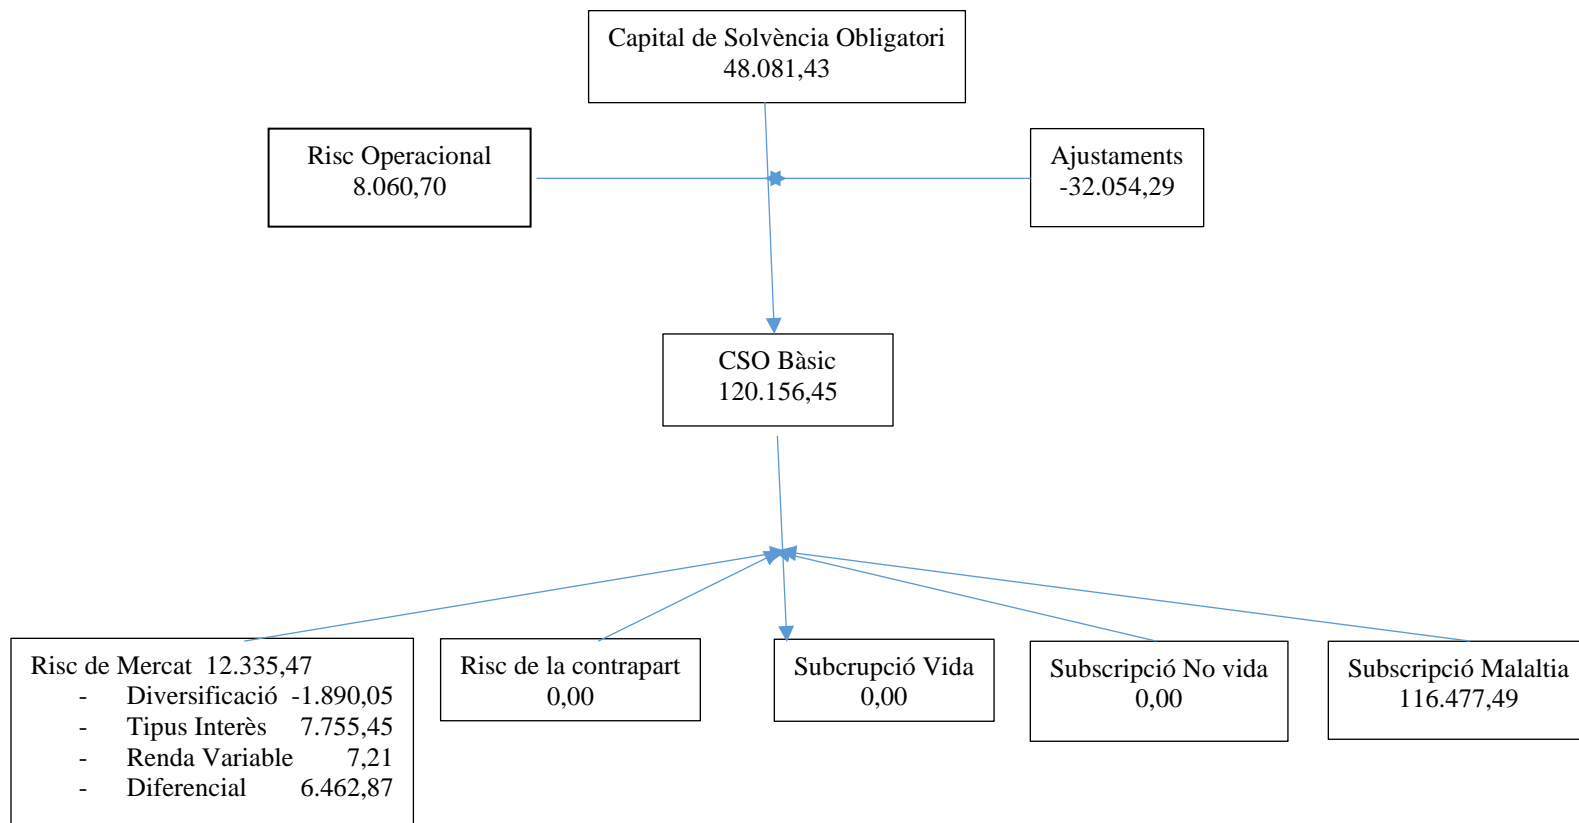 Capital de Solvència Obligatori
48.081,43
Risc Operacional
8.060,70
Ajustaments
-32.054,29
CSO Bàsic
120.156,45
Risc de Mercat 12.335,47
- Diversificació -1.890,05
- Tipus Interès 7.755,45
- Renda Variable 7,21
- Diferencial 6.462,87
Risc de la contrapart
0,00
Subcrupció Vida
0,00
Subscripció No vida
0,00
Subscripció Malaltia
116.477,49